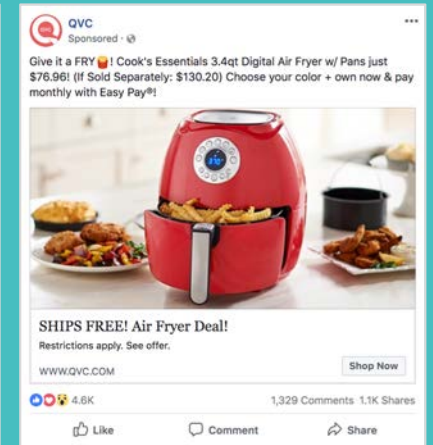 QVC
Sponsored ·
Give it a FRY🍟! Cook's Essentials 3.4qt Digital Air Fryer w/ Pans just
$76.96! (If Sold Separately: $130.20) Choose your color + own now & pay
monthly with Easy Pay®!
SHIPS FREE! Air Fryer Deal!
Restrictions apply. See offer.
WWW.QVC.COM
Shop Now
4.6K
1,329 Comments 1.1K Shares
Like Comment Share